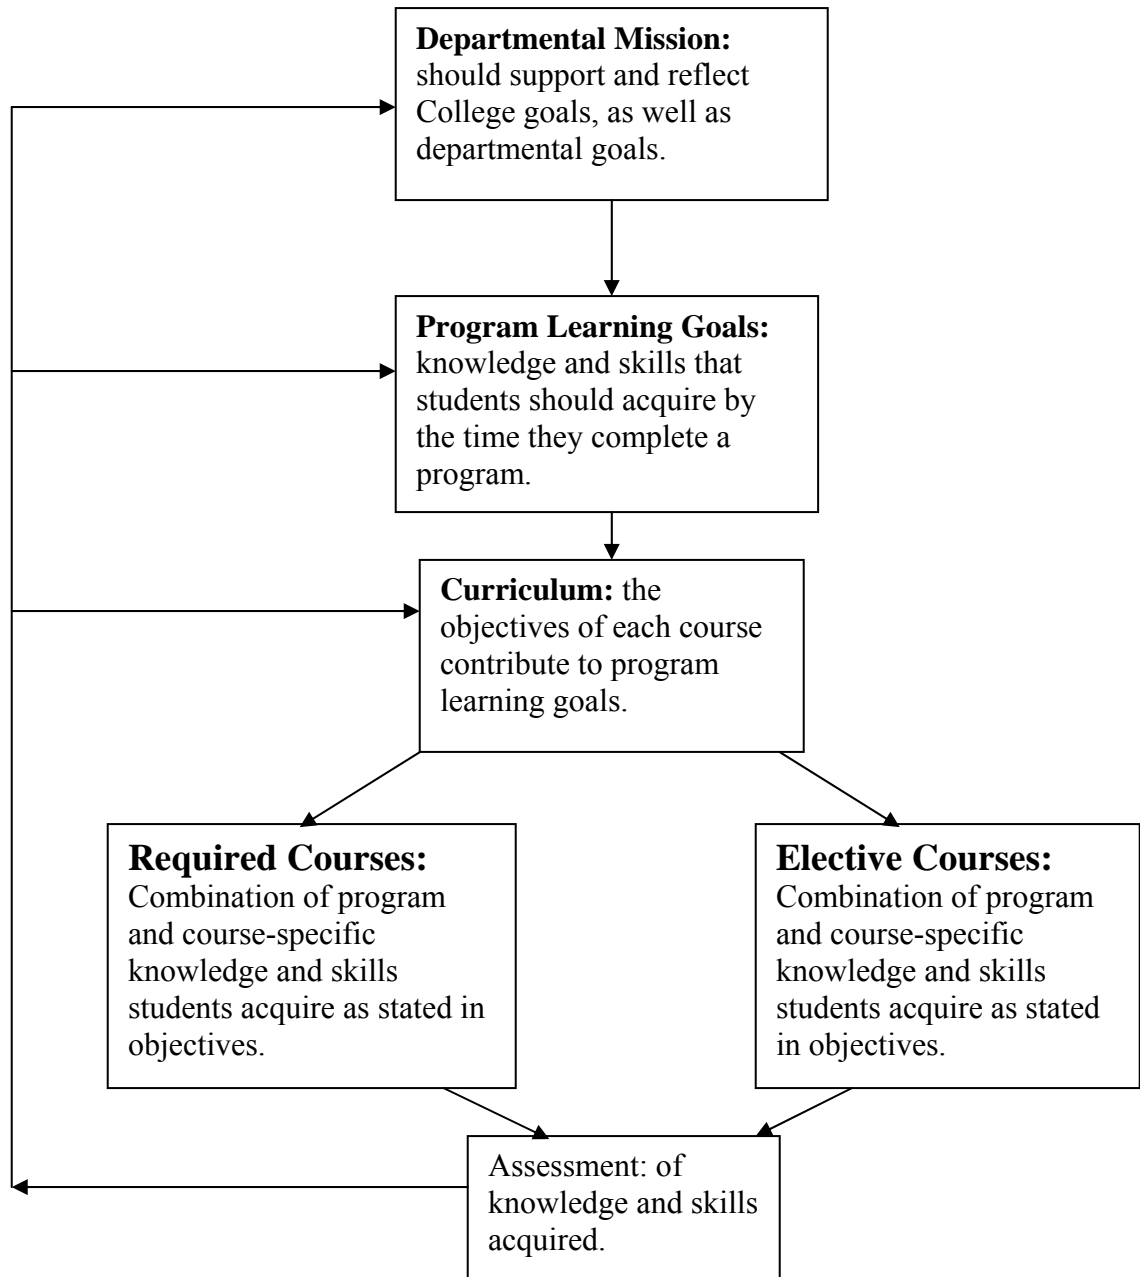 Departmental Mission:
should support and reflect
College goals, as well as
departmental goals.
Program Learning Goals:
knowledge and skills that
students should acquire by
the time they complete a
program.
Curriculum: the
objectives of each course
contribute to program
learning goals.
Required Courses:
Combination of program
and course-specific
knowledge and skills
students acquire as stated in
objectives.
Elective Courses:
Combination of program
and course-specific
knowledge and skills
students acquire as stated
in objectives.
Assessment: of
knowledge and skills
acquired.